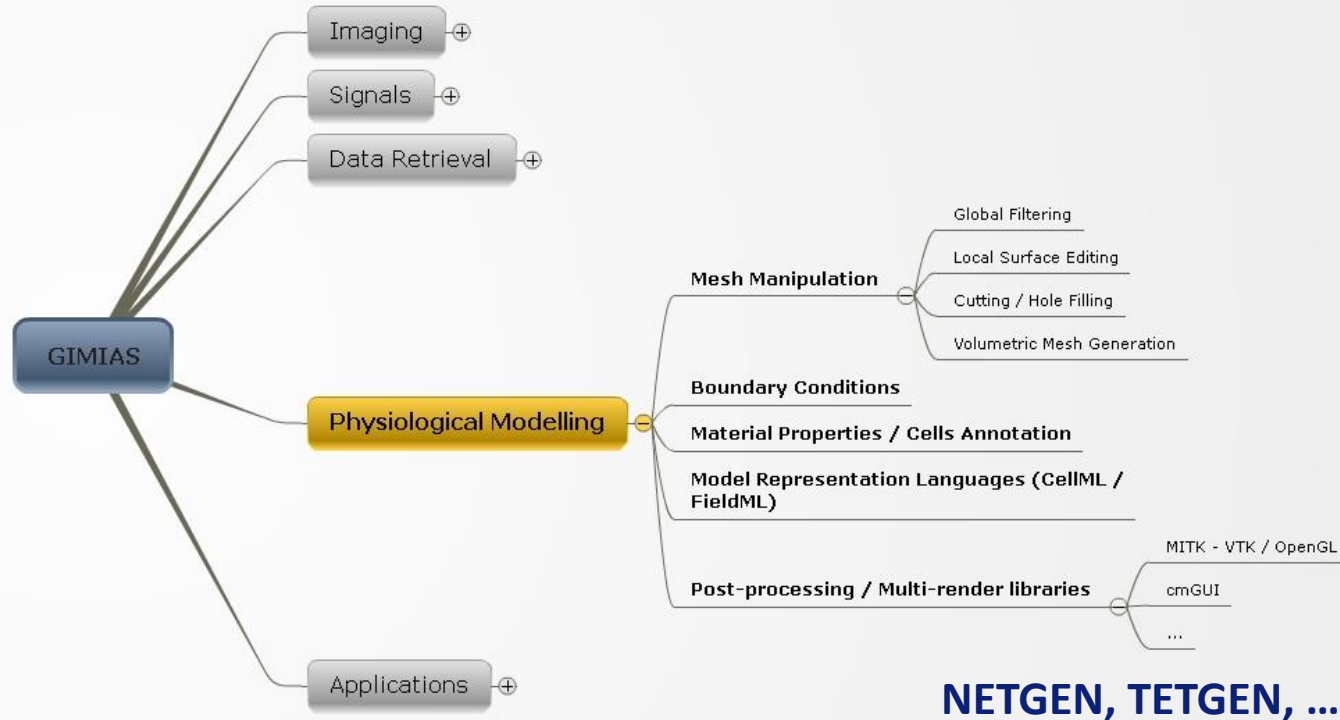 Imaging
Signals
Data Retrieval
GIMIAS
Physiological Modelling
Mesh Manipulation
Global Filtering
Local Surface Editing
Cutting / Hole Filling
Volumetric Mesh Generation
Boundary Conditions
Material Properties / Cells Annotation
Model Representation Languages (CellML /
FieldML)
Post-processing / Multi-render libraries
MITK - VTK / OpenGL
cmGUI
...
Applications
NETGEN, TETGEN, ...